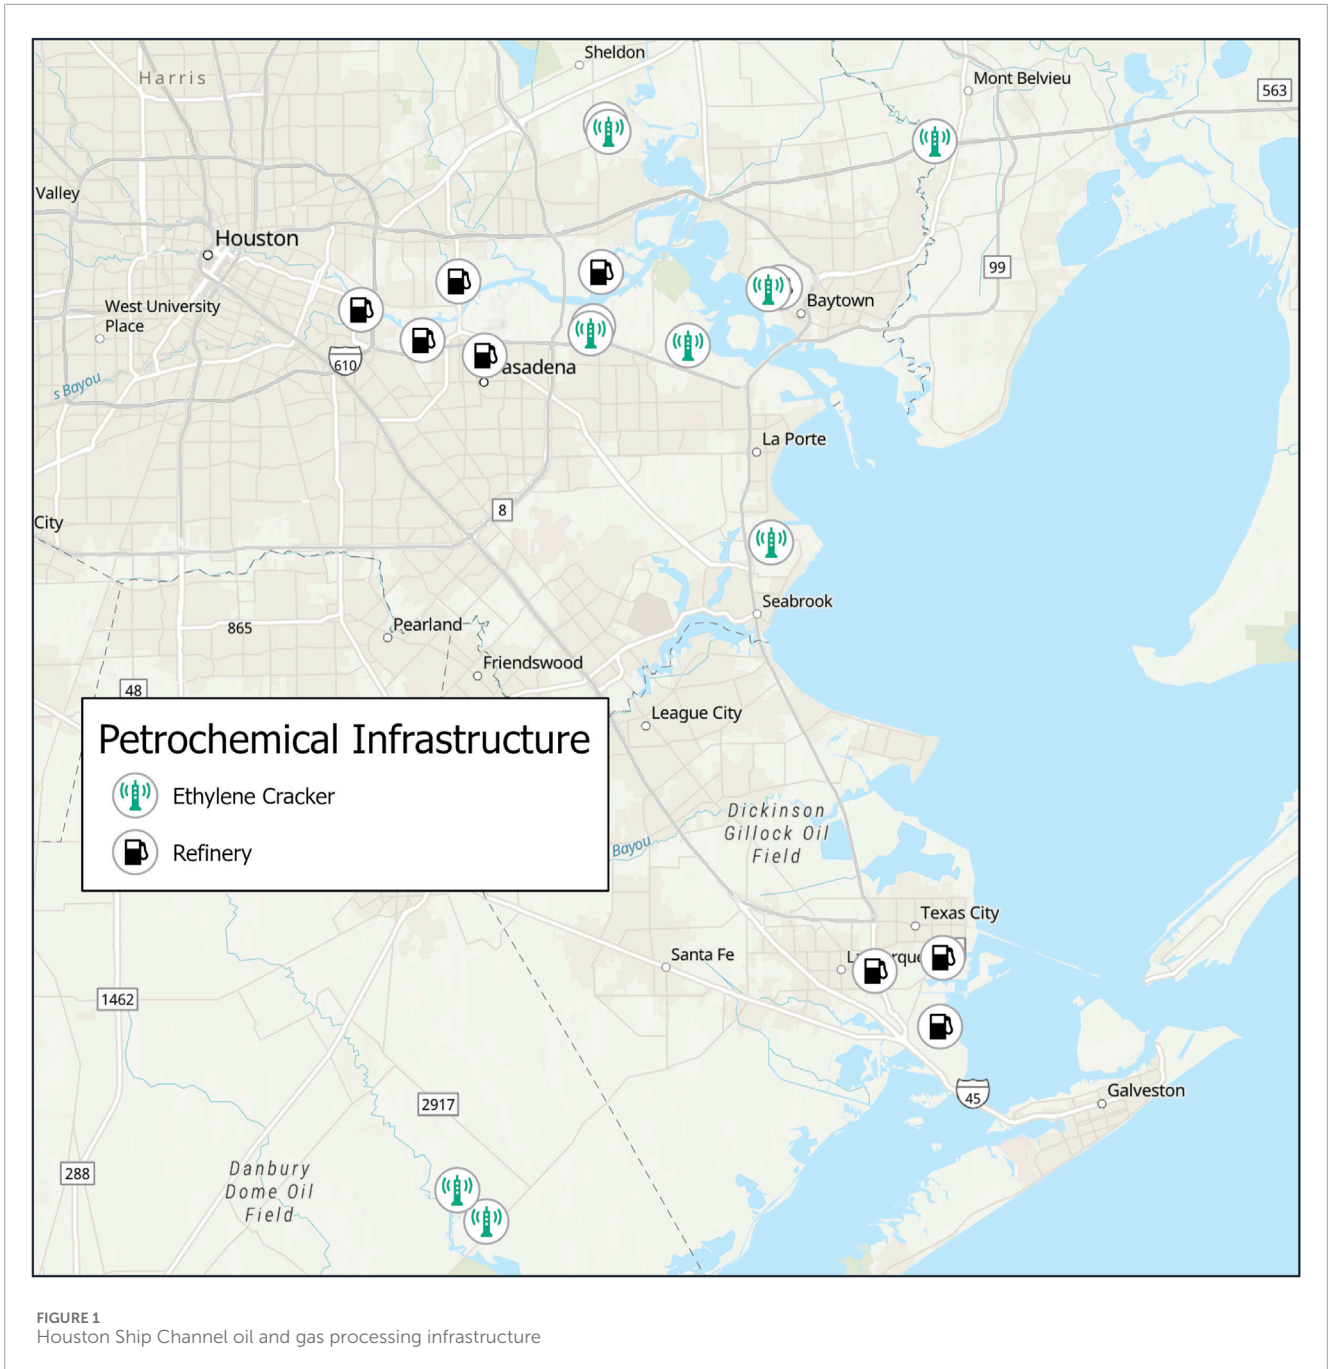 Sheldon
Harris
Mont Belvieu
563
Valley
Houston
99
West University
Place
Baytown
610
asadena
s Bayou
La Porte
8
City
Seabrook
865
Pearland
Friendswood
48
League City
Petrochemical Infrastructure
Ethylene Cracker
Refinery
Dickinson
Gillock Oil
Field
Bayou
Texas City
Santa Fe
La rque
1462
45
Galveston
2917
288
Danbury
Dome Oil
Field
FIGURE 1
Houston Ship Channel oil and gas processing infrastructure